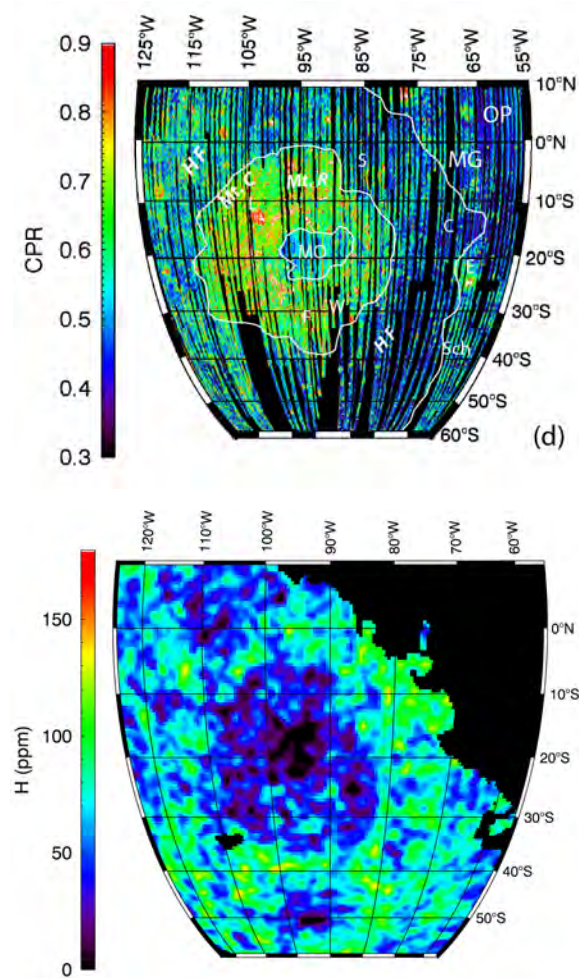 125°W 115°W 105°W 95°W 85°W 75°W 65°W 55°W
0.9
0.8
0.7
0.6
0.5
0.4
0.3
CPR
10°N
0°N
10°S
20°S
30°S
40°S
50°S
60°S
OP
HF
Mt. C
Mt. R
S
MG
C
MO
E
F
W
HF
Sch
(d)
120°W 110°W 100°W 90°W 80°W 70°W 60°W
150
100
50
0
H (ppm)
0°N
10°S
20°S
30°S
40°S
50°S